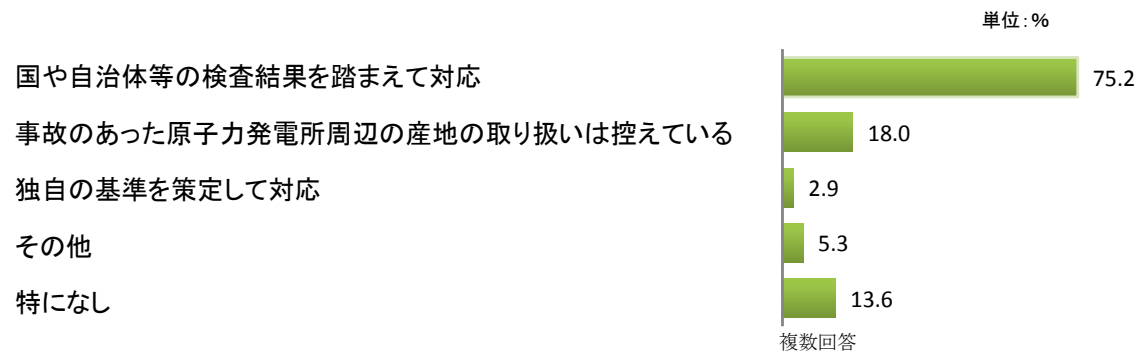 単位:%
国や自治体等の検査結果を踏まえて対応 75.2
事故のあった原子力発電所周辺の産地の取り扱いは控えている 18.0
独自の基準を策定して対応 2.9
その他 5.3
特になし 13.6
複数回答